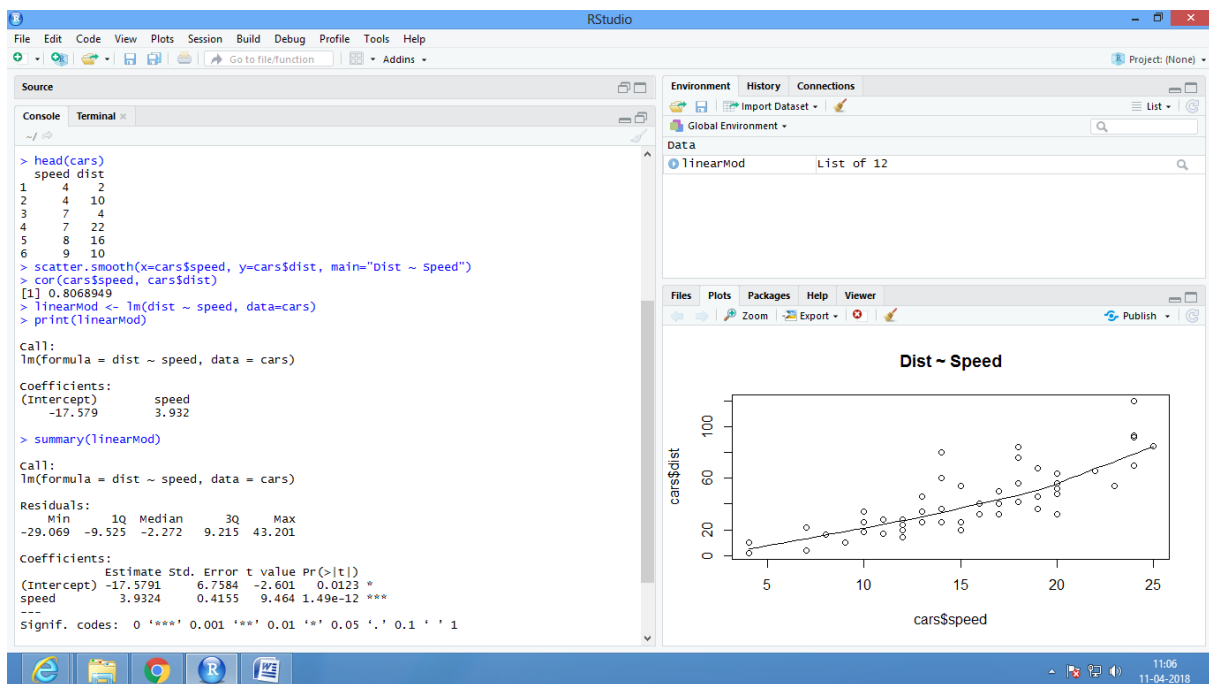 RStudio
File Edit Code View Plots Session Build Debug Profile Tools Help
Go to file/function Addins
Project: (None)
Source
Console Terminal
~/
> head(cars)
speed dist
1 4 2
2 4 10
3 7 4
4 7 22
5 8 16
6 9 10
> scatter.smooth(x=cars$speed, y=cars$dist, main="Dist ~ Speed")
> cor(cars$speed, cars$dist)
[1] 0.8068949
> linearMod <- lm(dist ~ speed, data=cars)
> print(linearMod)
Call:
lm(formula = dist ~ speed, data = cars)
Coefficients:
(Intercept) speed
-17.579 3.932
> summary(linearMod)
Call:
lm(formula = dist ~ speed, data = cars)
Residuals:
Min 1Q Median 3Q Max
-29.069 -9.525 -2.272 9.215 43.201
Coefficients:
Estimate Std. Error t value Pr(>|t|)
(Intercept) -17.5791 6.7584 -2.601 0.0123 *
speed 3.9324 0.4155 9.464 1.49e-12 ***
---
Signif. codes: 0 ‘***’ 0.001 ‘**’ 0.01 ‘*’ 0.05 ‘.’ 0.1 ‘ ’ 1
Environment History Connections
Import Dataset List
Global Environment
Data
linearMod List of 12
Files Plots Packages Help Viewer
Zoom Export Publish
Dist ~ Speed
cars$dist
100
60
20
0
5 10 15 20 25
cars$speed
R W
11:06
11-04-2018